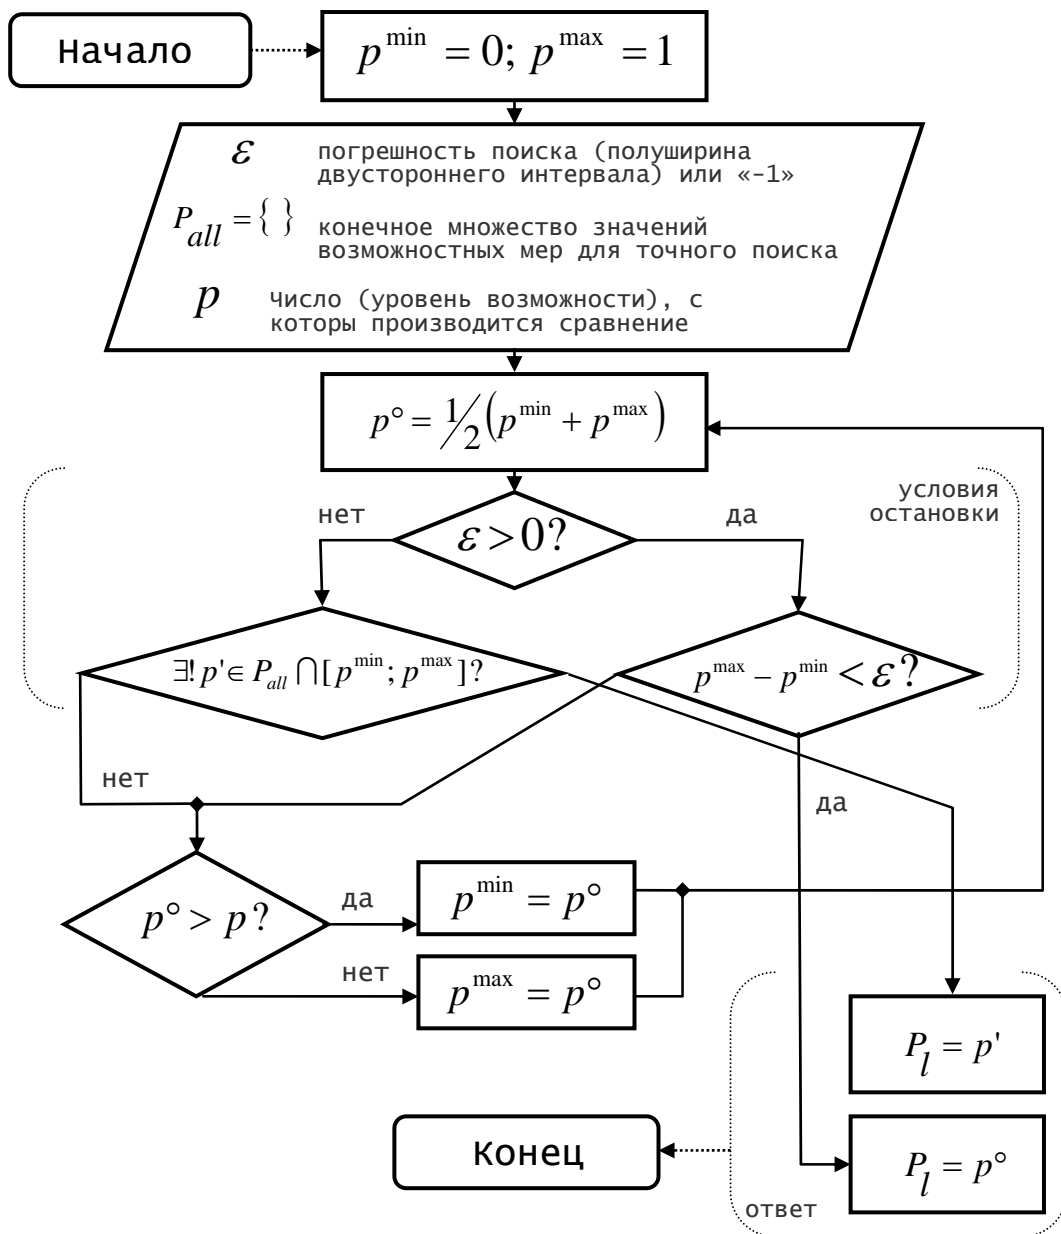 Начало
p^min = 0; p^max = 1
ε погрешность поиска (полуширина
двустороннего интервала) или «-1»
P_all = { } конечное множество значений
возможностных мер для точного поиска
p Число (уровень возможности), с
которы производится сравнение
p° = 1/2 (p^min + p^max)
условия
остановки
нет
да
ε > 0?
∃! p' ∈ P_all ⋂ [p^min; p^max]?
p^max − p^min < ε?
нет
да
p° > p?
да
p^min = p°
нет
p^max = p°
P_l = p'
Конец
P_l = p°
ответ